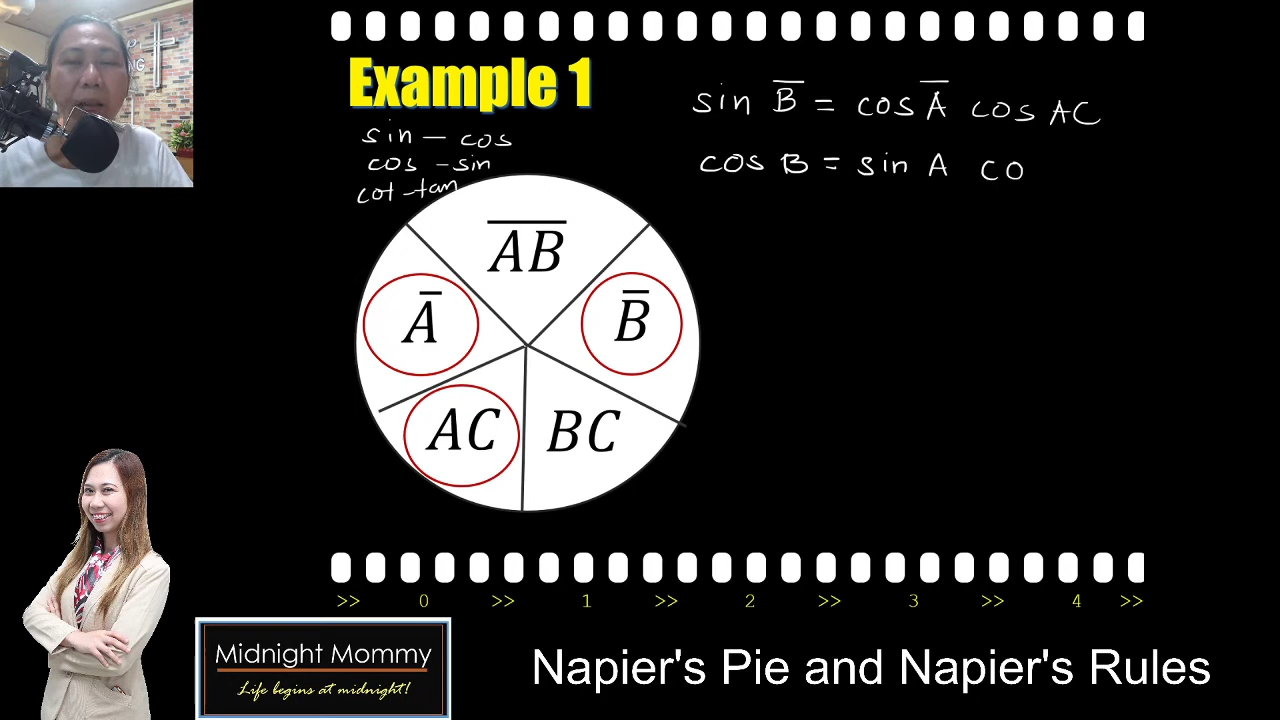 Example 1
sin B̅ = cos A̅ cos AC
sin – cos
cos – sin
cot – tan
cos B = sin A co
A̅B̅
A̅
B̅
AC
BC
>> 0 >> 1 >> 2 >> 3 >> 4 >>
Midnight Mommy
Life begins at midnight!
Napier's Pie and Napier's Rules